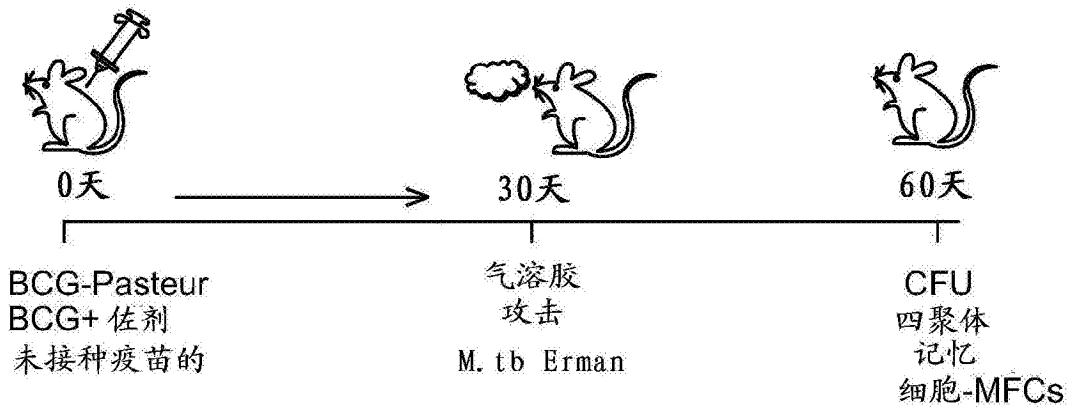 0天
30天
60天
BCG-Pasteur
BCG+佐剂
未接种疫苗的
气溶胶
攻击
M.tb Erman
CFU
四聚体
记忆
细胞-MFCs